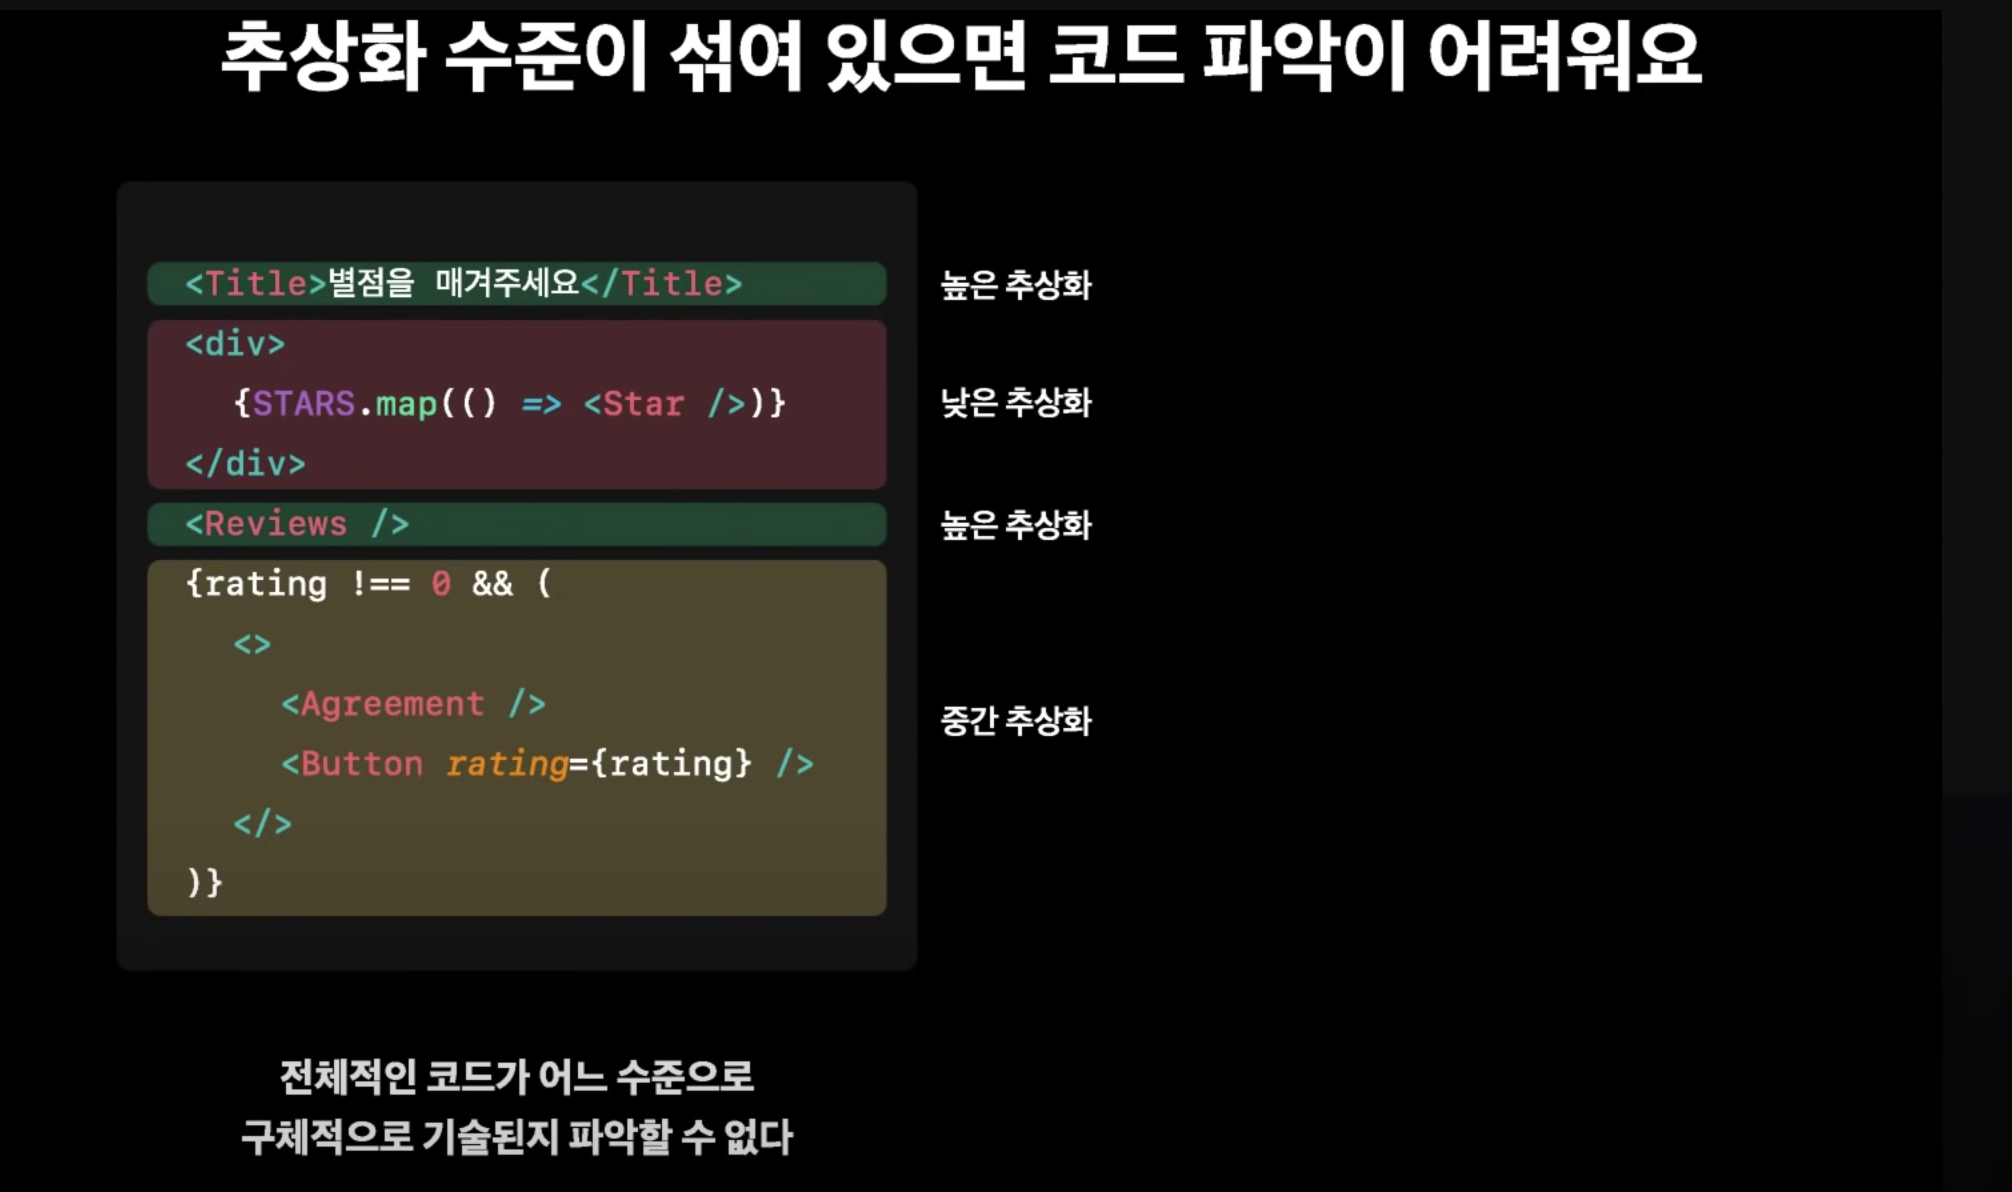 추상화 수준이 섞여 있으면 코드 파악이 어려워요
<Title>별점을 매겨주세요</Title>
높은 추상화
<div>
{STARS.map(() => <Star />)}
낮은 추상화
</div>
<Reviews />
높은 추상화
{rating !== 0 && (
<>
<Agreement />
중간 추상화
<Button rating={rating} />
</>
)}
전체적인 코드가 어느 수준으로
구체적으로 기술된지 파악할 수 없다